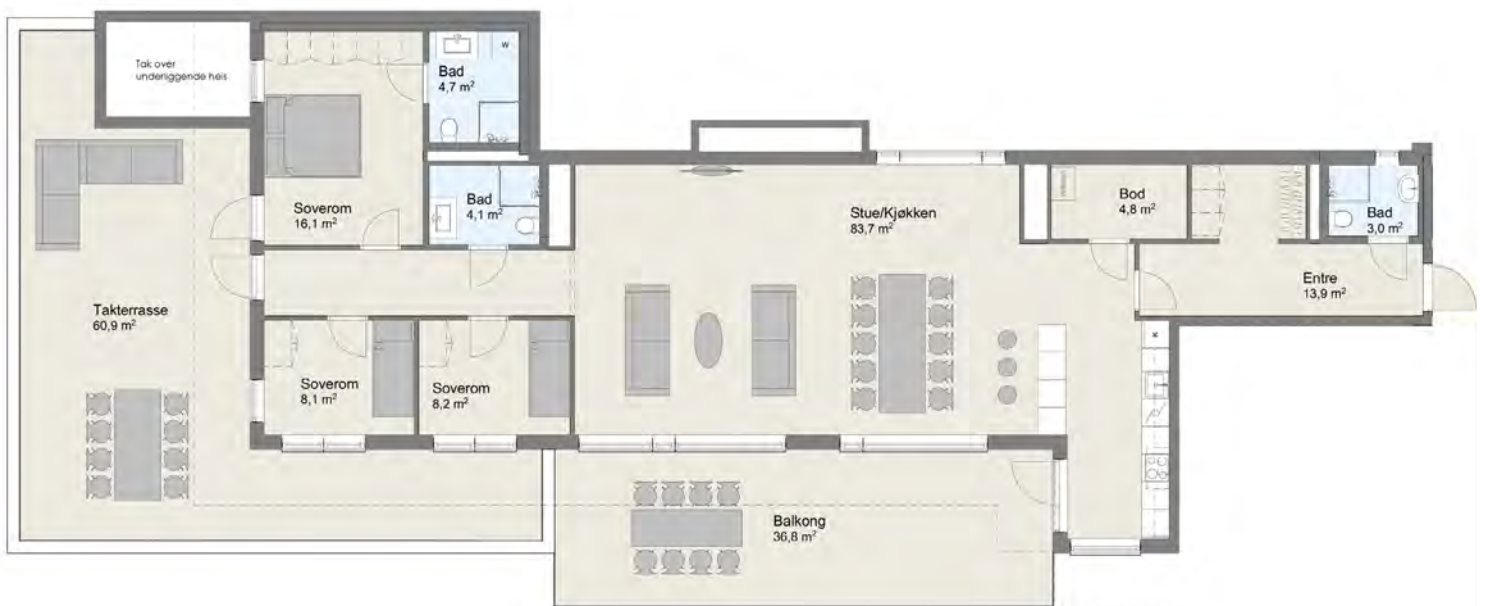 Tak over
underliggende heis
Bad
4,7 m²
W
Soverom
16,1 m²
Bad
4,1 m²
Stue/Kjøkken
83,7 m²
Bod
4,8 m²
Bad
3,0 m²
Entre
13,9 m²
Takterrasse
60,9 m²
Soverom
8,1 m²
Soverom
8,2 m²
K
Balkong
36,8 m²